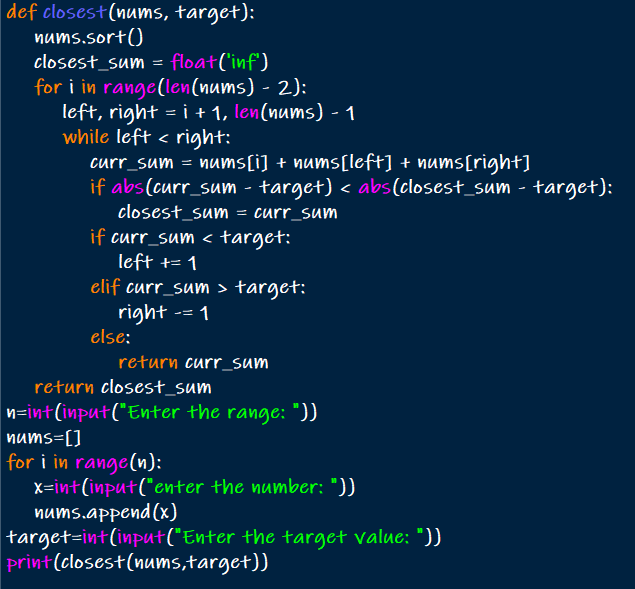 def closest(nums, target):
    nums.sort()
    closest_sum = float('inf')
    for i in range(len(nums) - 2):
        left, right = i + 1, len(nums) - 1
        while left < right:
            curr_sum = nums[i] + nums[left] + nums[right]
            if abs(curr_sum - target) < abs(closest_sum - target):
                closest_sum = curr_sum
            if curr_sum < target:
                left += 1
            elif curr_sum > target:
                right -= 1
            else:
                return curr_sum
    return closest_sum
n=int(input("Enter the range: "))
nums=[]
for i in range(n):
    x=int(input("enter the number: "))
    nums.append(x)
target=int(input("Enter the target value: "))
print(closest(nums,target))